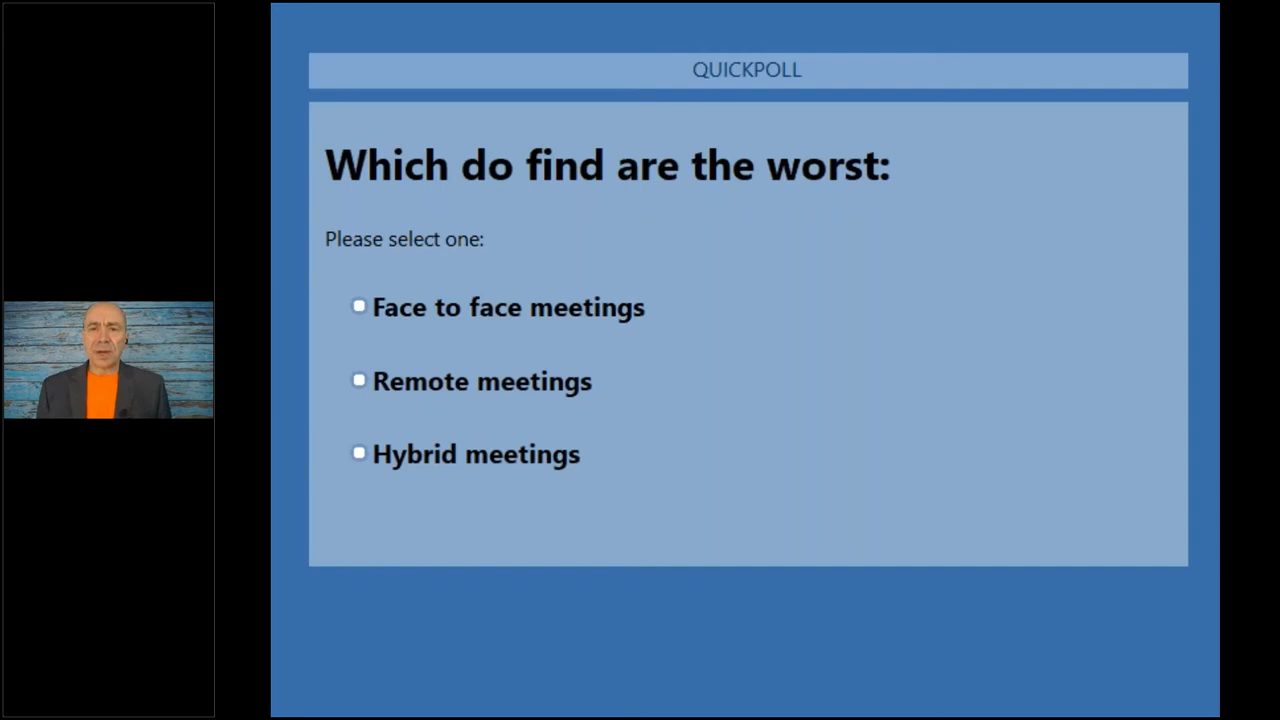 QUICKPOLL
Which do find are the worst:
Please select one:
Face to face meetings
Remote meetings
Hybrid meetings